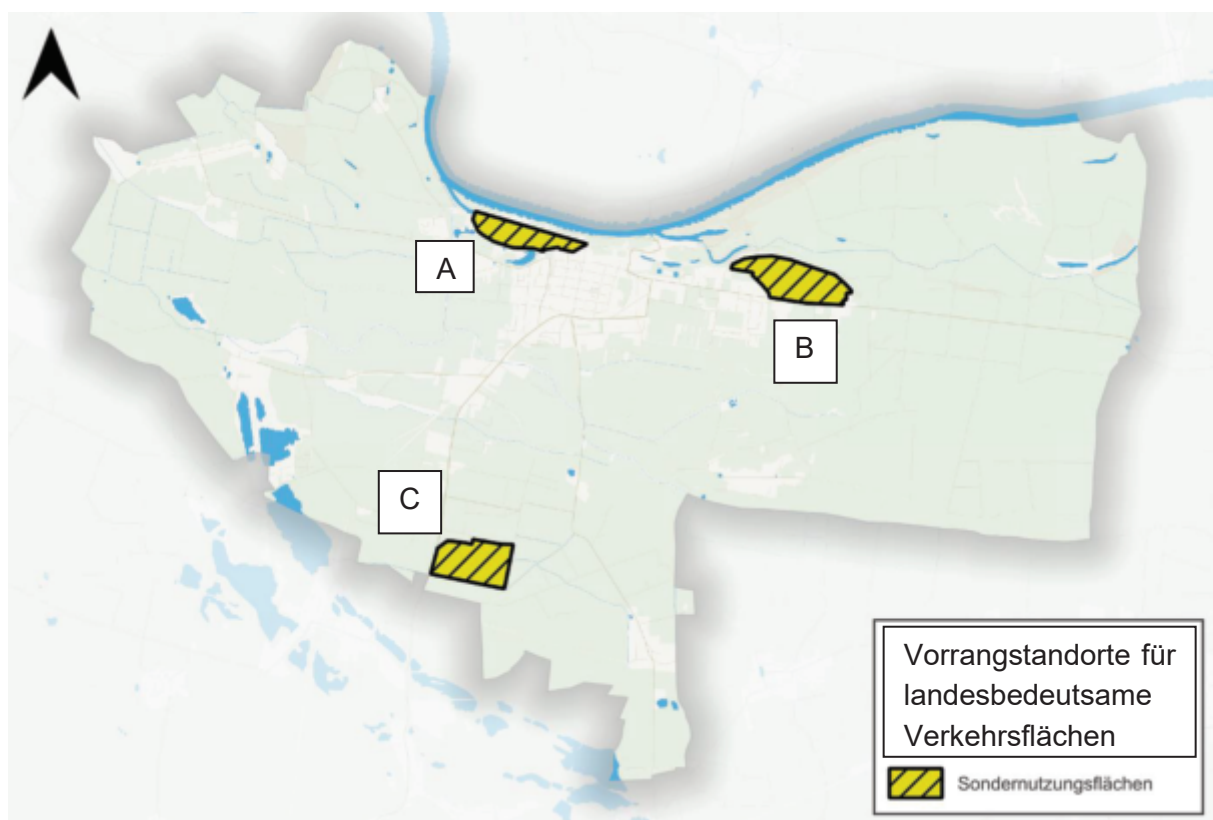 A
B
C
Vorrangstandorte für
landesbedeutsame
Verkehrsflächen
Sondernutzungsflächen